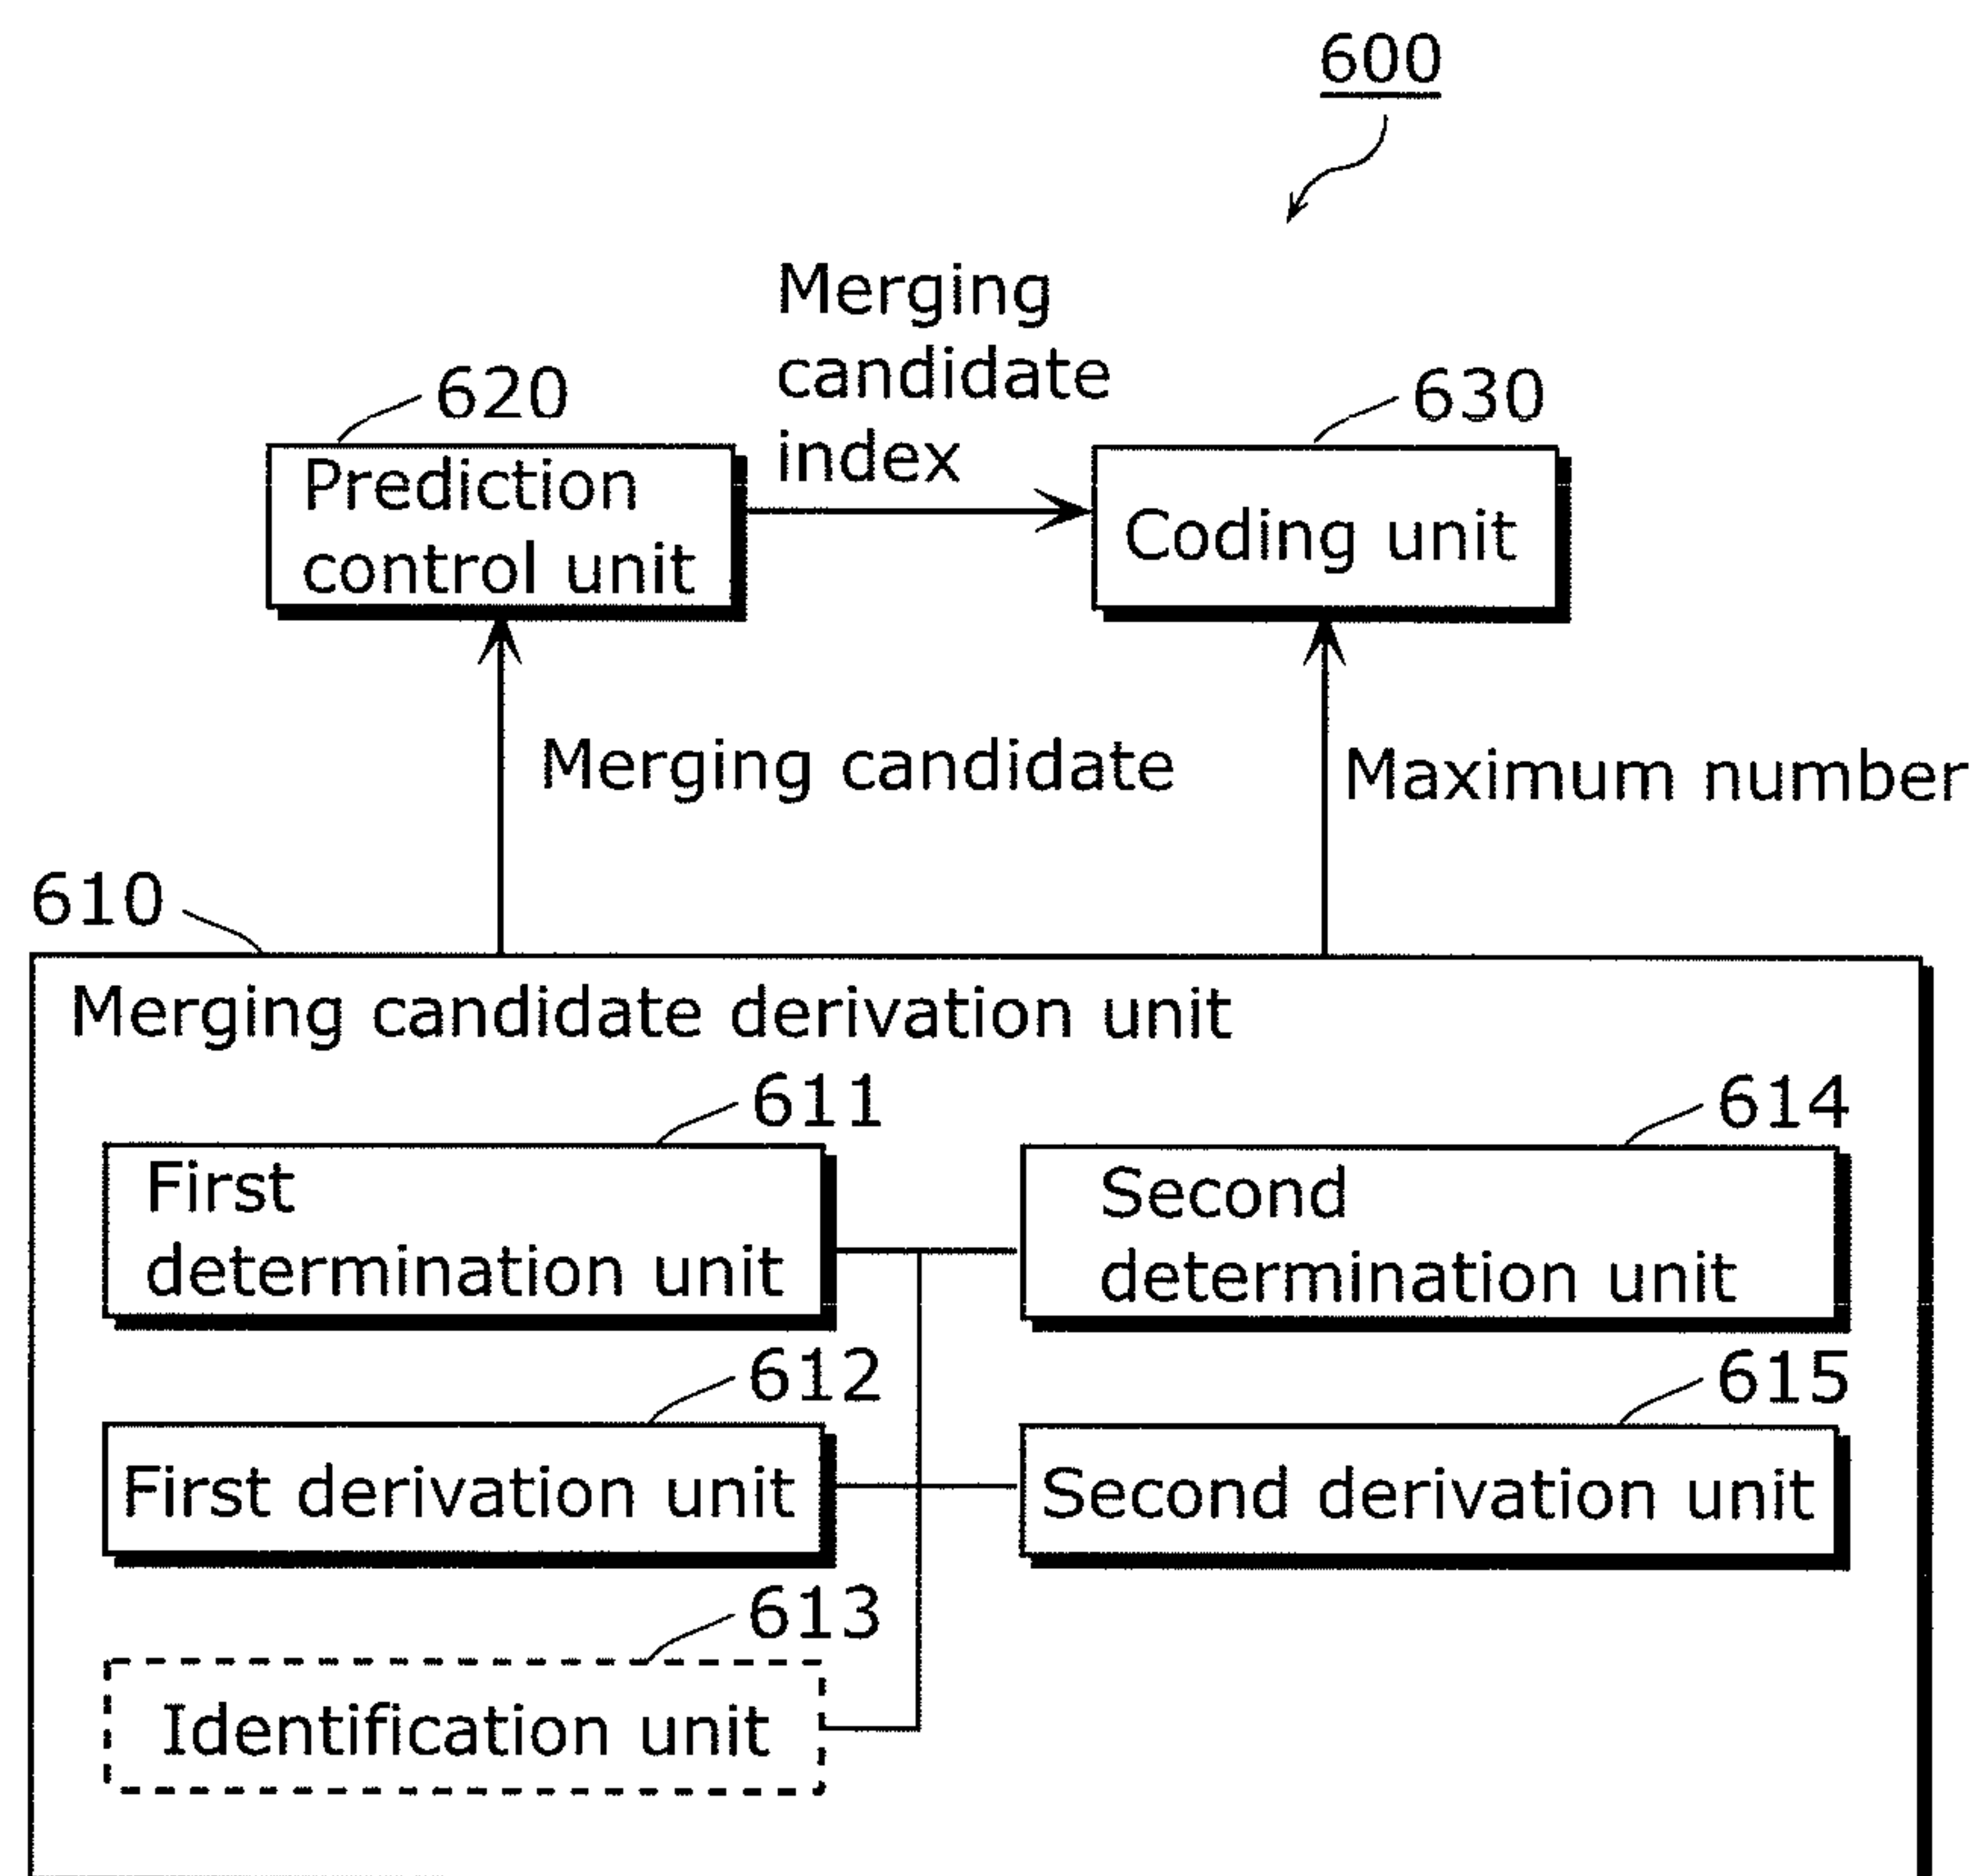 600
Merging
candidate
index
620
630
Prediction
control unit
Coding unit
Merging candidate
Maximum number
610
Merging candidate derivation unit
611
614
First
determination unit
Second
determination unit
612
615
First derivation unit
Second derivation unit
613
Identification unit